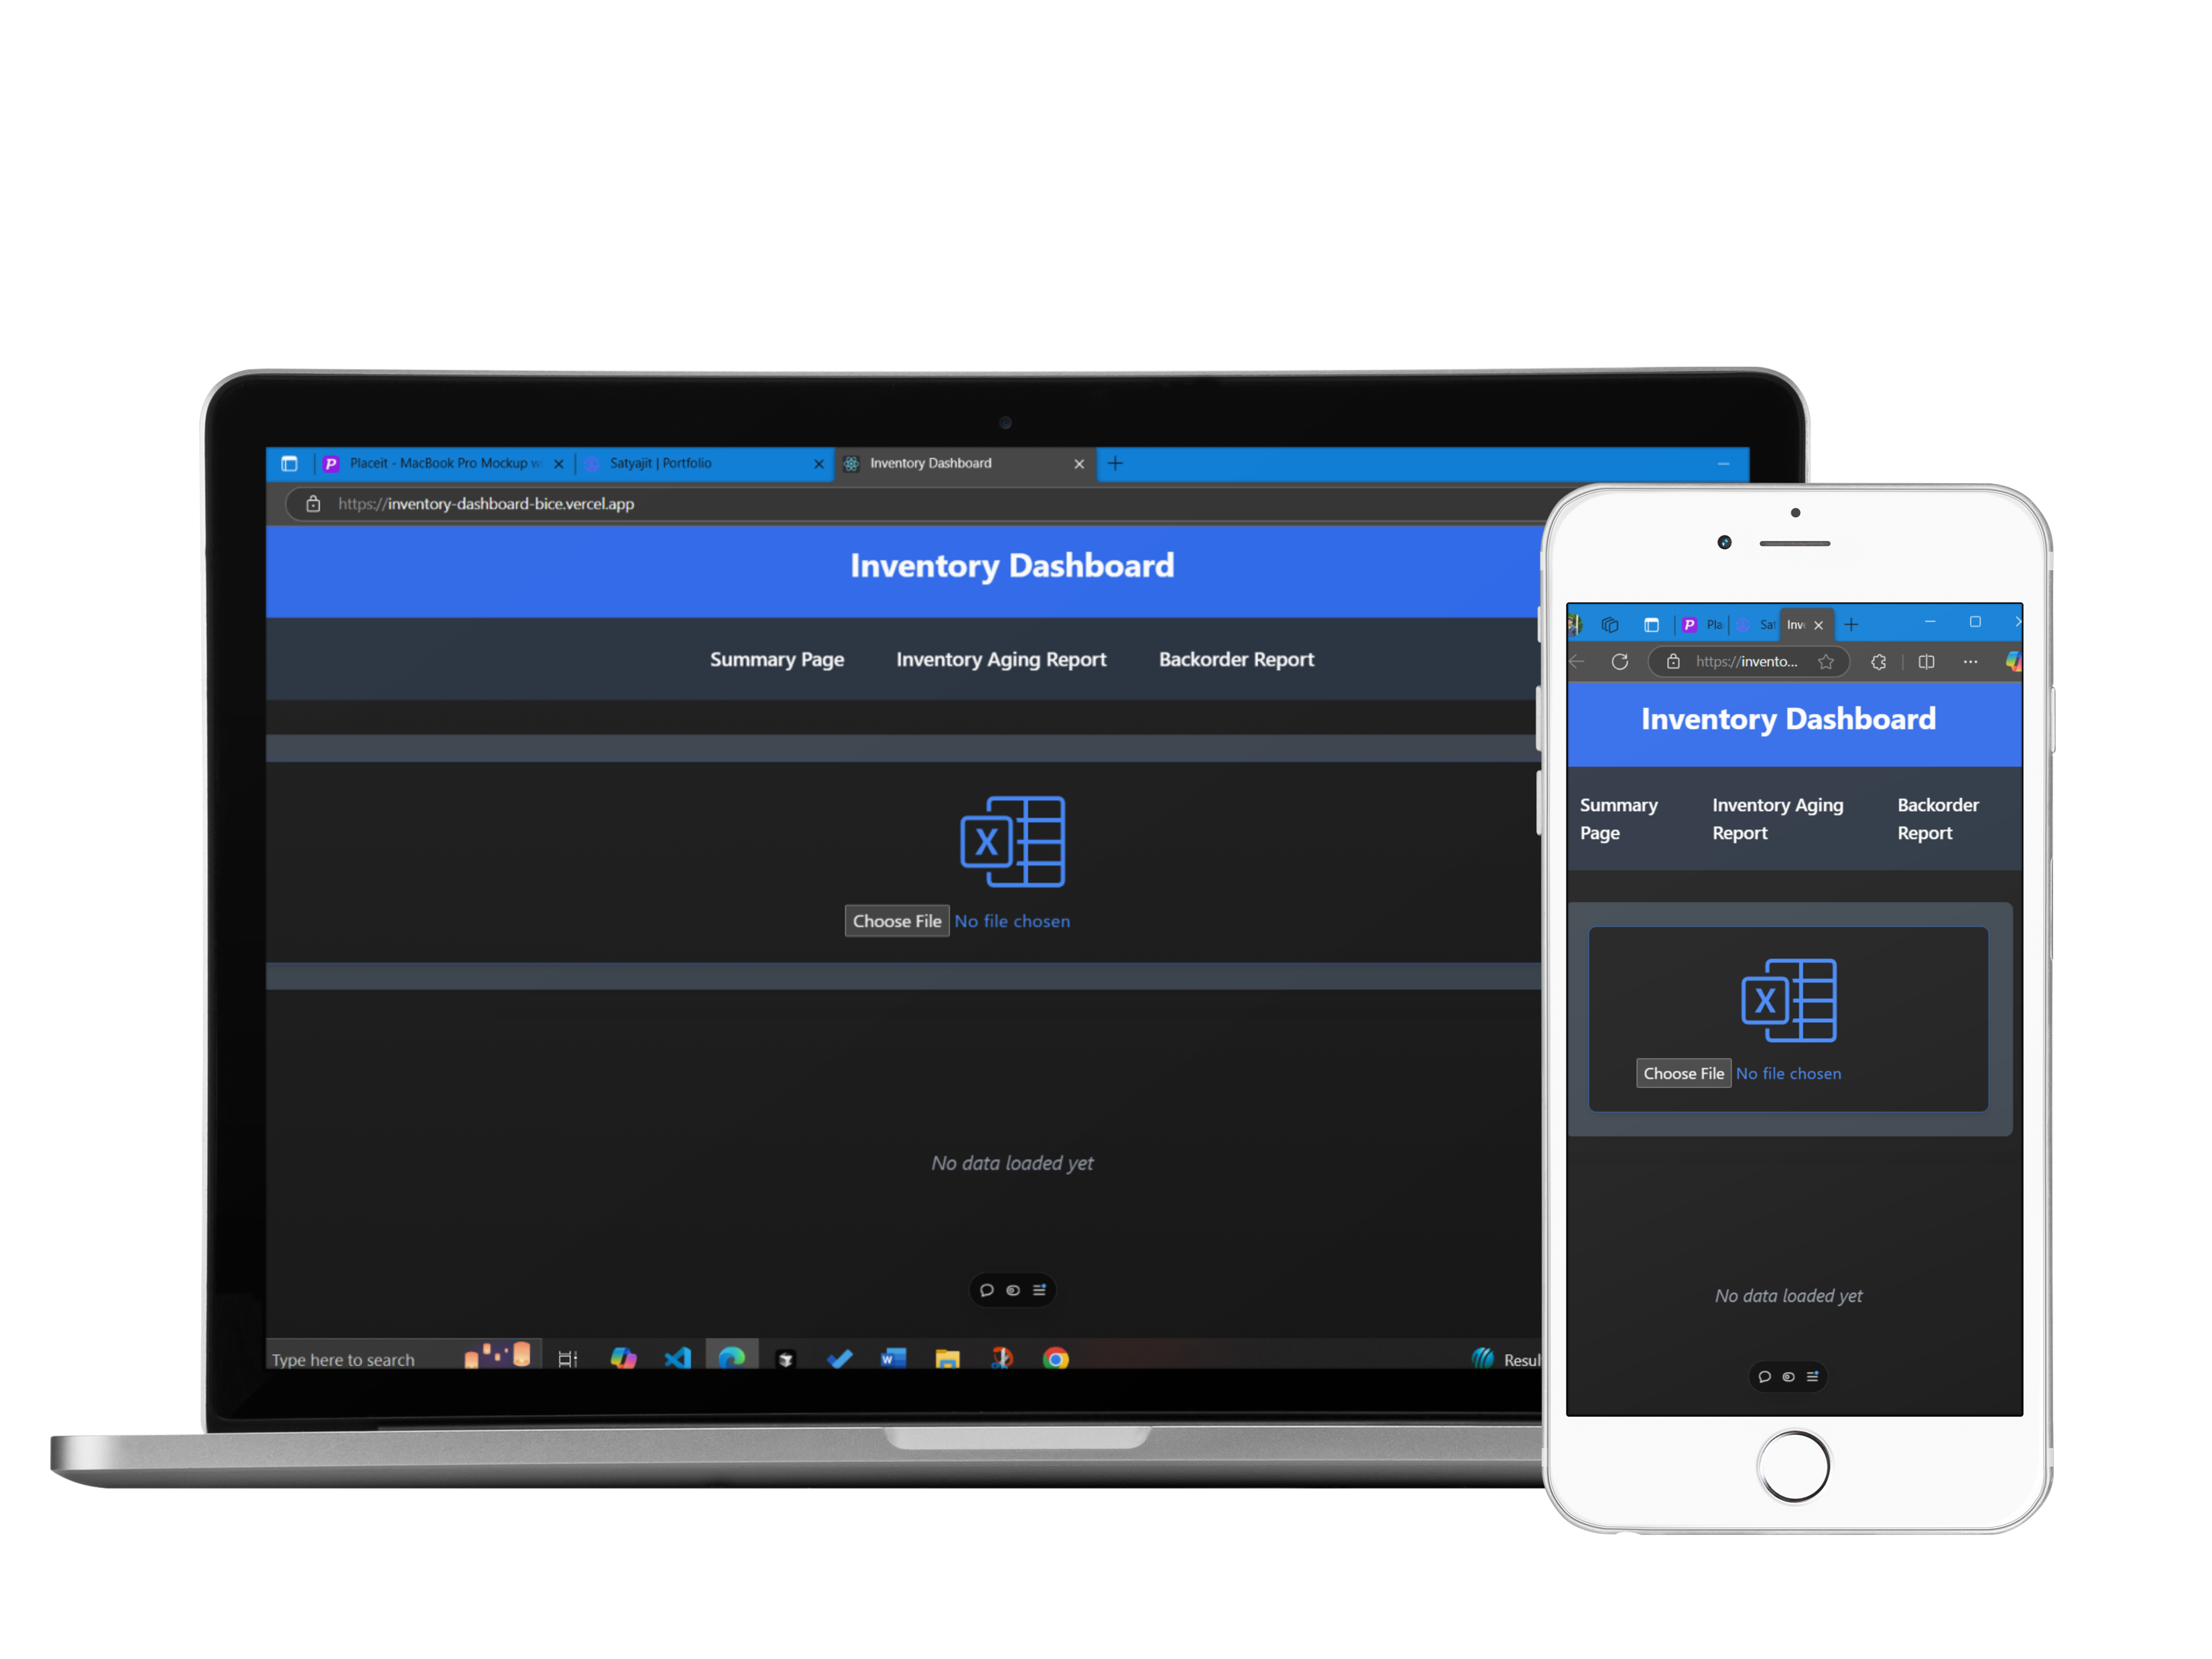 Placeit - MacBook Pro Mockup w
Satyajit | Portfolio
Inventory Dashboard
https://inventory-dashboard-bice.vercel.app
Inventory Dashboard
Summary Page
Inventory Aging Report
Backorder Report
X
Choose File
No file chosen
No data loaded yet
Type here to search
W
Resul
P
Pla
Sat
Inv
https://invento...
Inventory Dashboard
Summary
Page
Inventory Aging
Report
Backorder
Report
X
Choose File
No file chosen
No data loaded yet